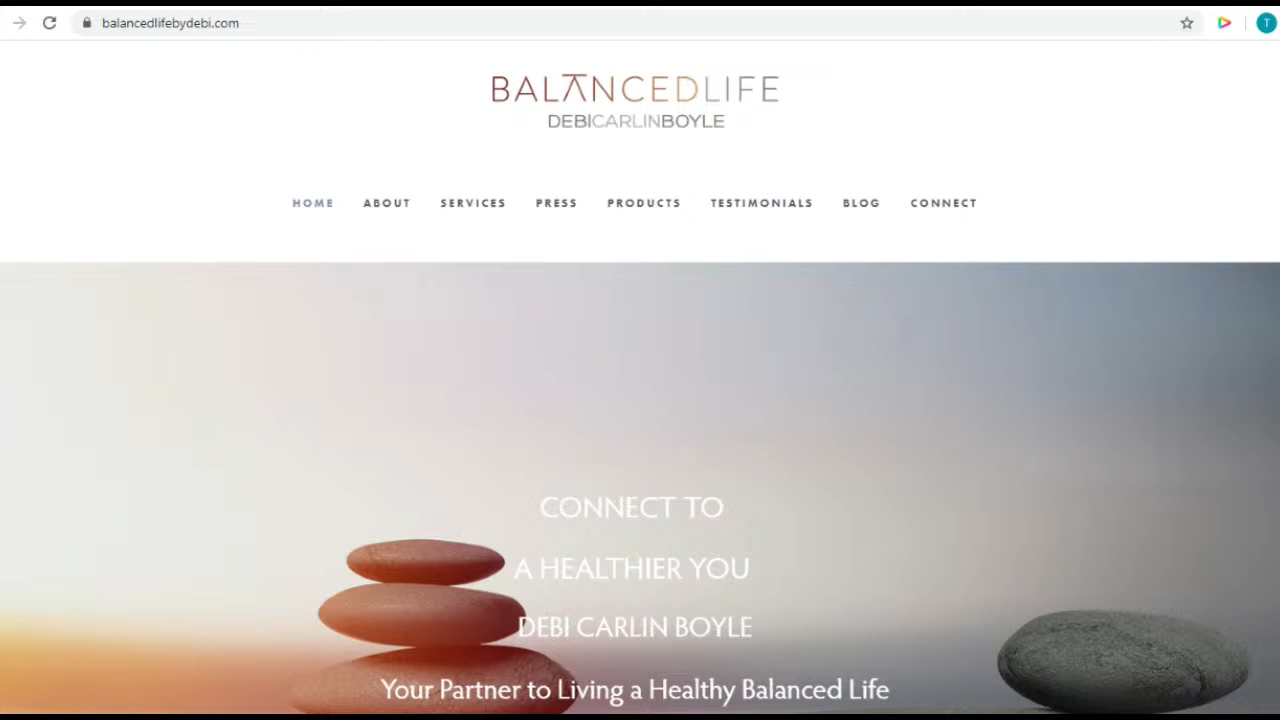 balancedlifebydebi.com
T
BALANCEDLIFE
DEBICARLINBOYLE
HOME ABOUT SERVICES PRESS PRODUCTS TESTIMONIALS BLOG CONNECT
CONNECT TO
A HEALTHIER YOU
DEBI CARLIN BOYLE
Your Partner to Living a Healthy Balanced Life